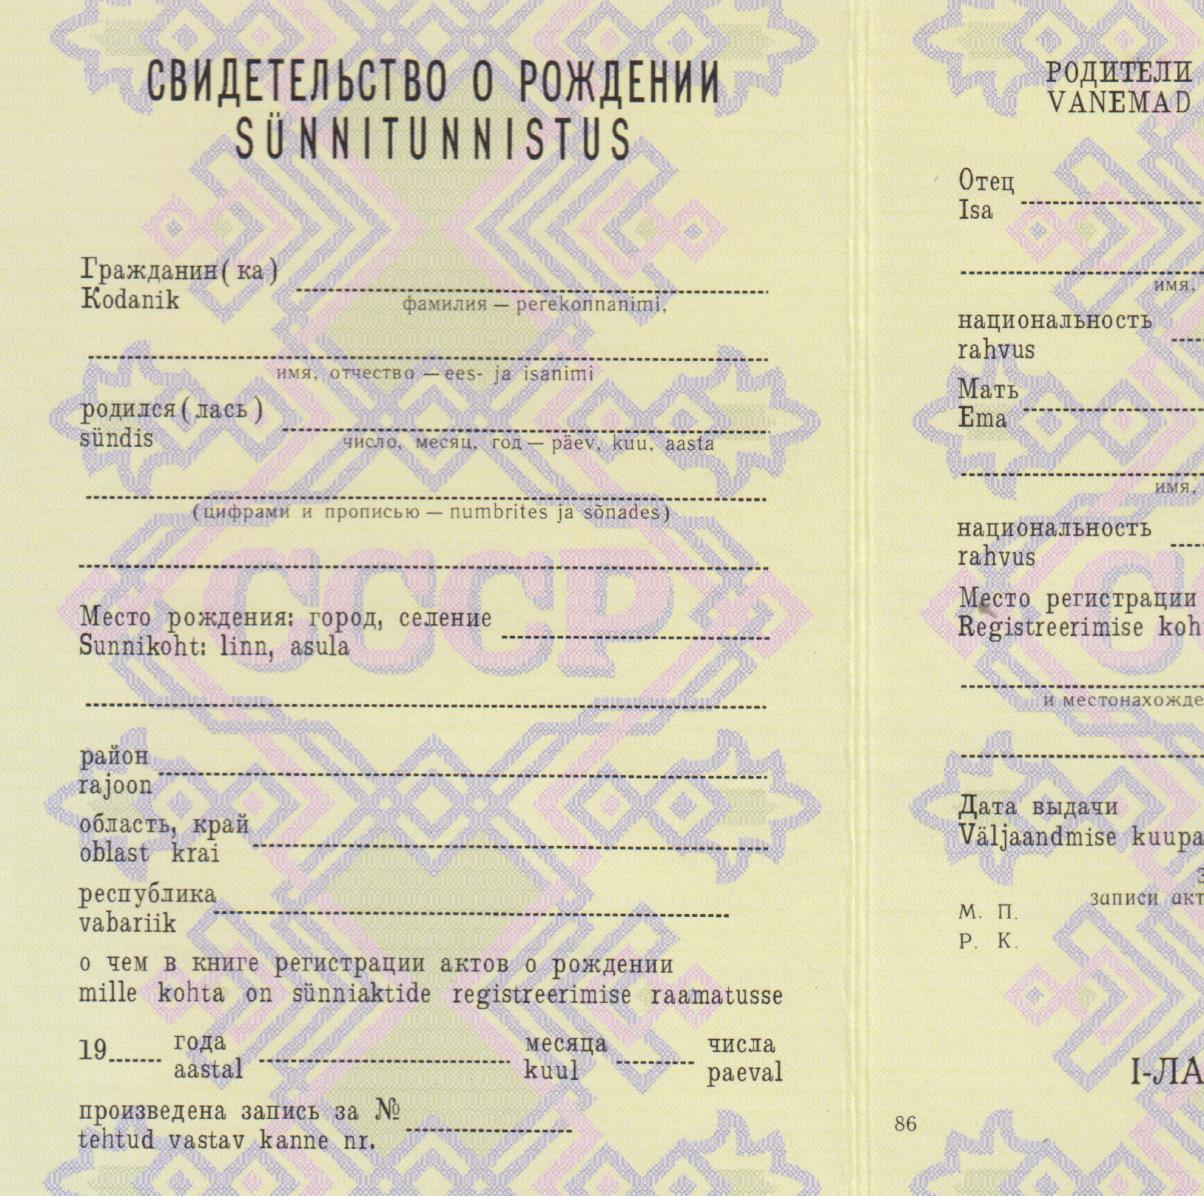 СВИДЕТЕЛЬСТВО О РОЖДЕНИИ
SÜNNITUNNISTUS
Гражданин(ка)
Kodanik
фамилия — perekonnanimi,
имя, отчество — ees- ja isanimi
родился(лась)
sündis
число, месяц, год — päev, kuu, aasta
(цифрами и прописью — numbrites ja sõnades)
СССР
Место рождения: город, селение
Sunnikoht: linn, asula
район
rajoon
область, край
oblast krai
республика
vabariik
о чем в книге регистрации актов о рождении
mille kohta on sünniaktide registreerimise raamatusse
19 года месяца числа
aastal kuul paeval
произведена запись за №
tehtud vastav kanne nr.
РОДИТЕЛИ
VANEMAD
Отец
Isa
имя,
национальность
rahvus
Мать
Ema
имя,
национальность
rahvus
Место регистрации
Registreerimise koh
и местонахожде
Дата выдачи
Väljaandmise kuupa
записи акт
М. П.
Р. К.
I-ЛА
86